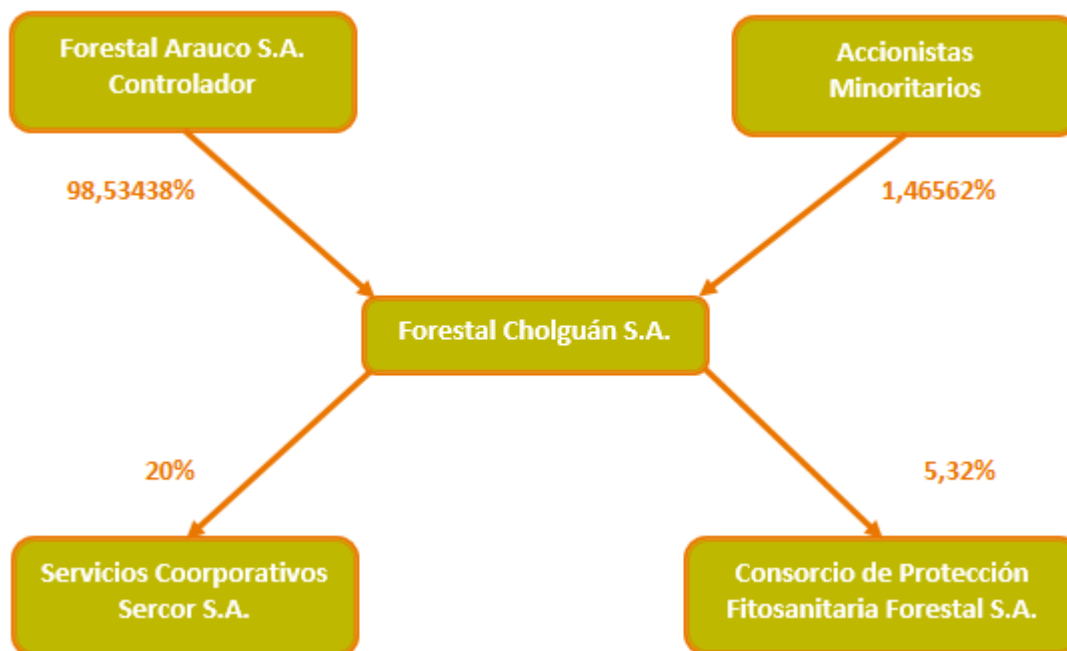 Forestal Arauco S.A.
Controlador
Accionistas
Minoritarios
98,53438%
1,46562%
Forestal Cholguán S.A.
20%
5,32%
Servicios Coorporativos
Sercor S.A.
Consorcio de Protección
Fitosanitaria Forestal S.A.